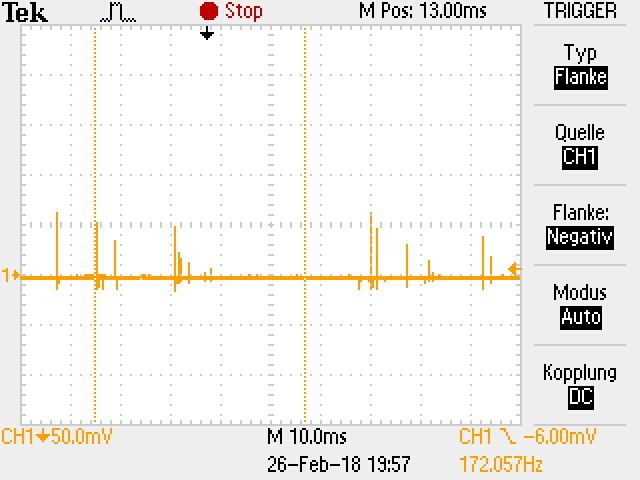 Tek Stop M Pos: 13.00ms TRIGGER
Typ
Flanke
Quelle
CH1
Flanke:
Negativ
Modus
Auto
Kopplung
DC
1
CH1 50.0mV M 10.0ms CH1 -6.00mV
26-Feb-18 19:57 172.057Hz